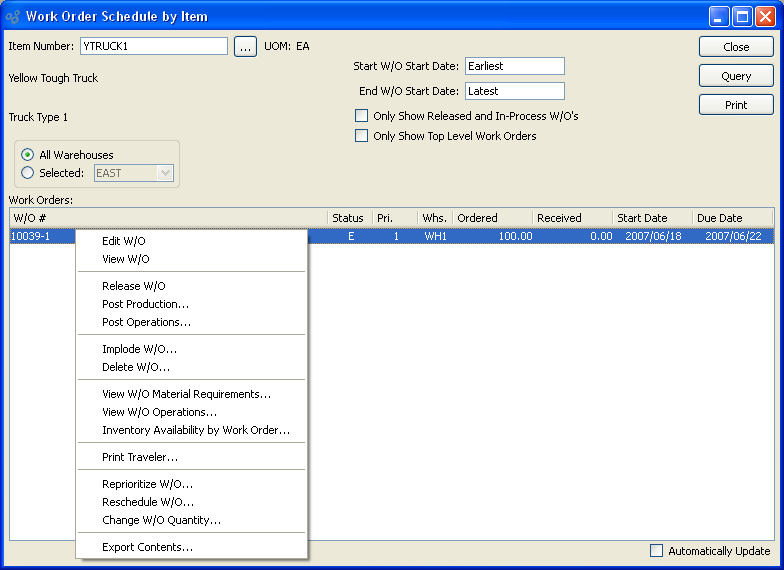 Work Order Schedule by Item
Item Number: YTRUCK1 ... UOM: EA
Close
Start W/O Start Date: Earliest
Query
Yellow Tough Truck
End W/O Start Date: Latest
Print
Truck Type 1
Only Show Released and In-Process W/O's
Only Show Top Level Work Orders
All Warehouses
Selected: EAST
Work Orders:
W/O # Status Pri. Whs. Ordered Received Start Date Due Date
10039-1 E 1 WH1 100.00 0.00 2007/06/18 2007/06/22
Edit W/O
View W/O
Release W/O
Post Production...
Post Operations...
Implode W/O...
Delete W/O...
View W/O Material Requirements...
View W/O Operations...
Inventory Availability by Work Order...
Print Traveler...
Reprioritize W/O...
Reschedule W/O...
Change W/O Quantity...
Export Contents...
Automatically Update